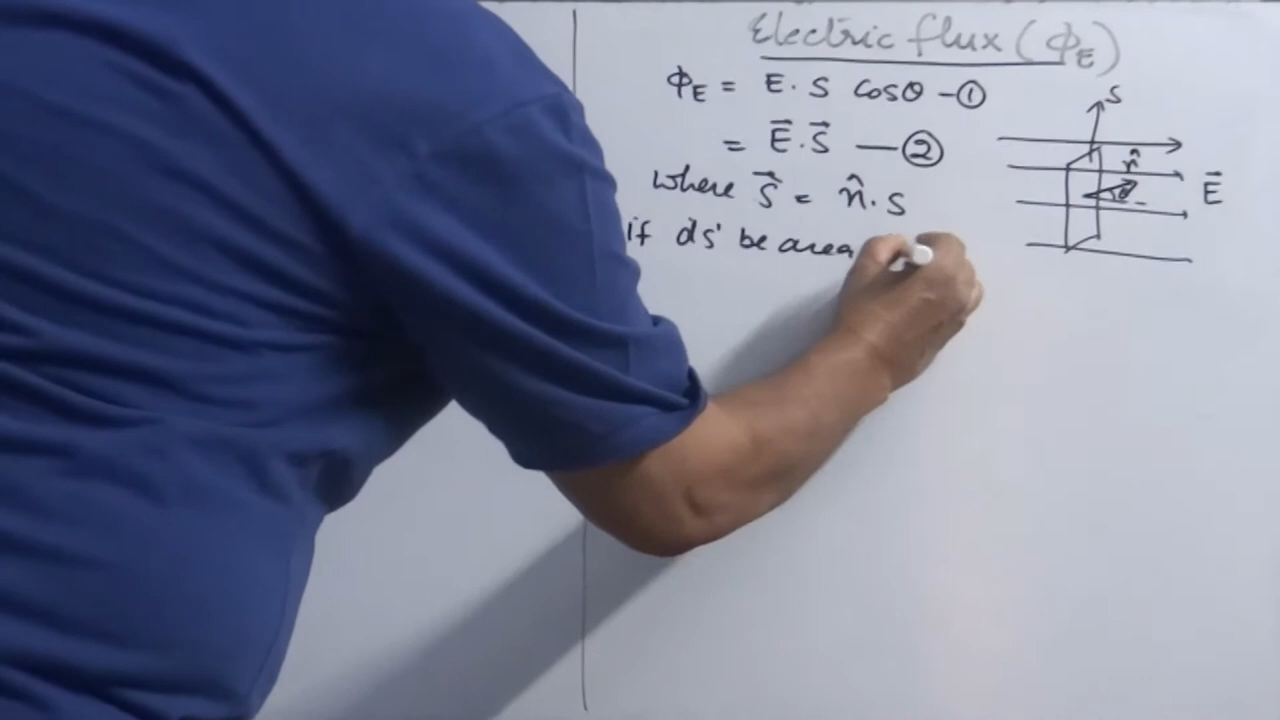 Electric flux (ΦE)
ΦE = E . S cosθ — ①
= E⃗ . S⃗ — ②
where S⃗ = n̂ . S
if ds be area
S
n̂
θ
E⃗